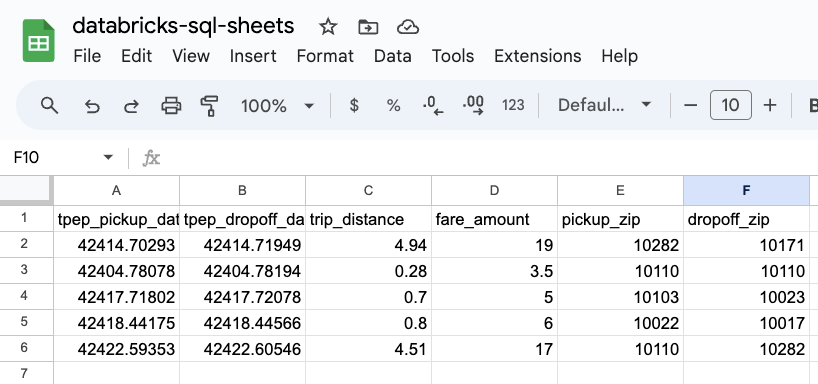 databricks-sql-sheets
File Edit View Insert Format Data Tools Extensions Help
100% $ % .0 .00 123 Defaul... 10 B
F10 fx
A B C D E F
1 tpep_pickup_dat tpep_dropoff_da trip_distance fare_amount pickup_zip dropoff_zip
2 42414.70293 42414.71949 4.94 19 10282 10171
3 42404.78078 42404.78194 0.28 3.5 10110 10110
4 42417.71802 42417.72078 0.7 5 10103 10023
5 42418.44175 42418.44566 0.8 6 10022 10017
6 42422.59353 42422.60546 4.51 17 10110 10282
7